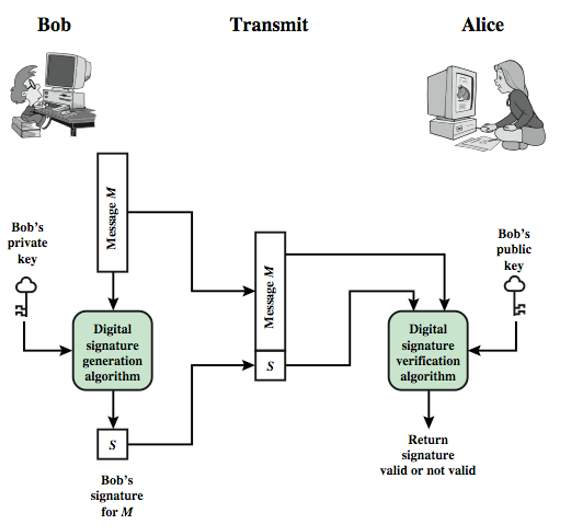 Bob
Transmit
Alice
Message M
Bob's
private
key
Bob's
public
key
Message M
Digital
signature
generation
algorithm
S
Digital
signature
verification
algorithm
S
Return
signature
valid or not valid
Bob's
signature
for M